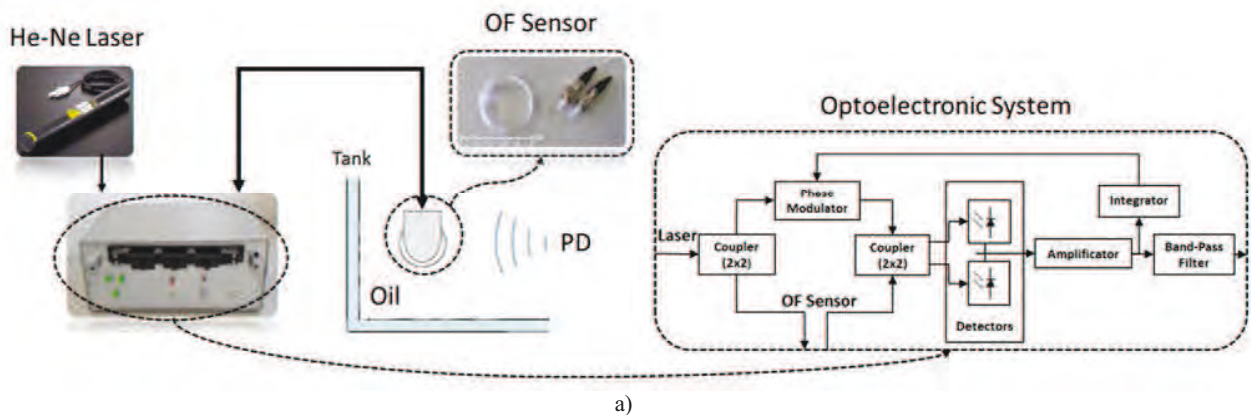 He-Ne Laser
OF Sensor
Optoelectronic System
Tank
Oil
PD
Laser
Coupler
(2x2)
Phase
Modulator
OF Sensor
Coupler
(2x2)
Detectors
Amplificator
Integrator
Band-Pass
Filter
a)